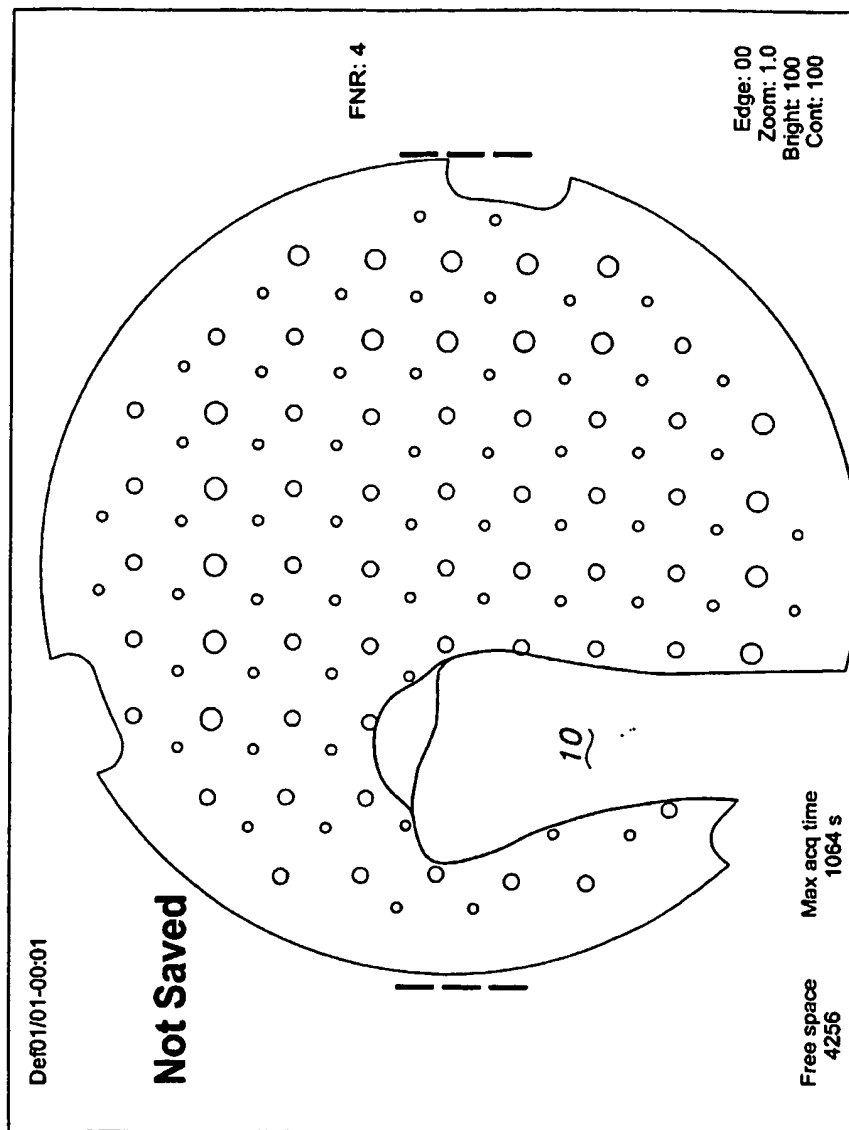 Def01/01-00:01
Not Saved
FNR: 4
10
Free space
4256
Max acq time
1064 s
Edge: 00
Zoom: 1.0
Bright: 100
Cont: 100